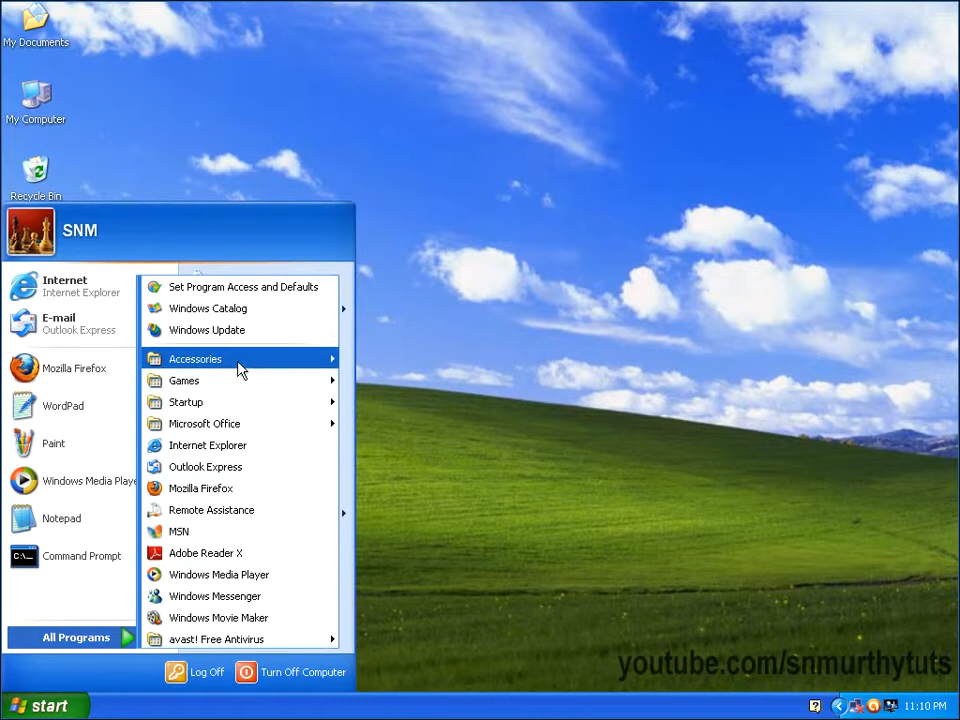 My Documents
My Computer
Recycle Bin
SNM
Internet
Internet Explorer
E-mail
Outlook Express
Mozilla Firefox
WordPad
Paint
Windows Media Playe
Notepad
Command Prompt
All Programs
Set Program Access and Defaults
Windows Catalog
Windows Update
Accessories
Games
Startup
Microsoft Office
Internet Explorer
Outlook Express
Mozilla Firefox
Remote Assistance
MSN
Adobe Reader X
Windows Media Player
Windows Messenger
Windows Movie Maker
avast! Free Antivirus
Log Off
Turn Off Computer
youtube.com/snmurthytuts
start
11:10 PM